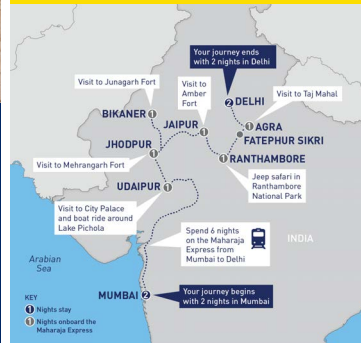 Your journey ends
with 2 nights in Delhi
Visit to Junagarh Fort
Visit to
Amber
Fort
2 DELHI
Visit to Taj Mahal
BIKANER 1
JAIPUR 1
1 AGRA
FATEPHUR SIKRI
JHODPUR 1
1 RANTHAMBORE
Visit to Mehrangarh Fort
Jeep safari in
Ranthambore
National Park
UDAIPUR 1
Visit to City Palace
and boat ride around
Lake Pichola
Spend 6 nights
on the Maharaja
Express from
Mumbai to Delhi
INDIA
Arabian
Sea
KEY
1 Nights stay
1 Nights onboard the
Maharaja Express
MUMBAI 2
Your journey begins
with 2 nights in Mumbai